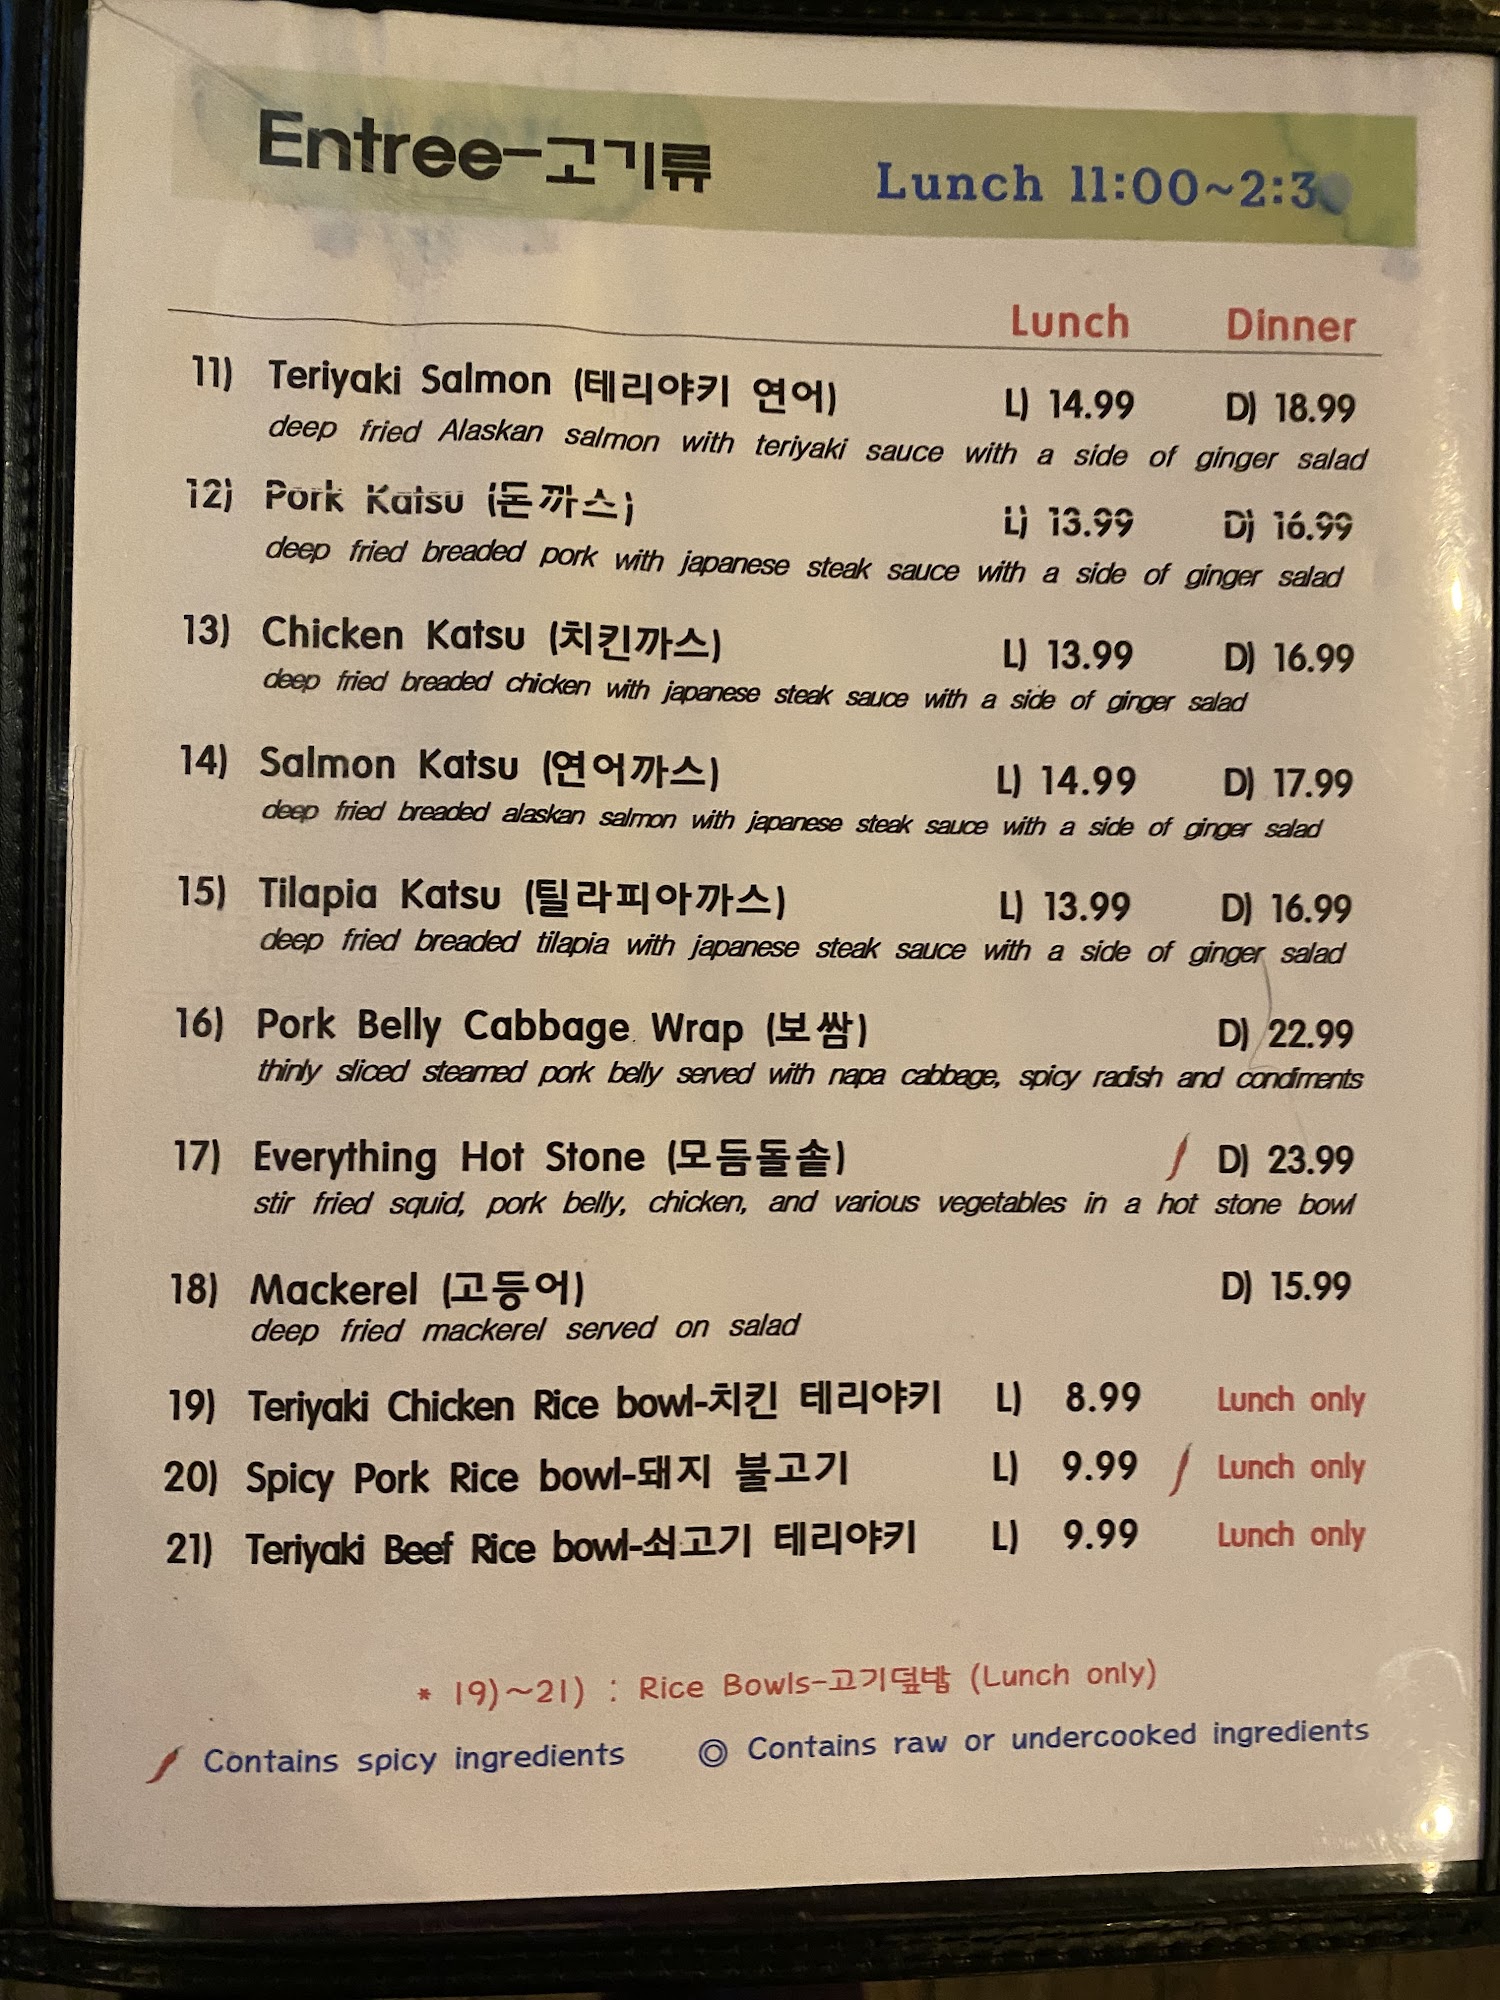 Entree-고기류
Lunch 11:00~2:3
Lunch Dinner
11) Teriyaki Salmon (테리야키 연어) L) 14.99 D) 18.99
deep fried Alaskan salmon with teriyaki sauce with a side of ginger salad
12) Pork Katsu (돈까스) L) 13.99 D) 16.99
deep fried breaded pork with japanese steak sauce with a side of ginger salad
13) Chicken Katsu (치킨까스) L) 13.99 D) 16.99
deep fried breaded chicken with japanese steak sauce with a side of ginger salad
14) Salmon Katsu (연어까스) L) 14.99 D) 17.99
deep fried breaded alaskan salmon with japanese steak sauce with a side of ginger salad
15) Tilapia Katsu (틸라피아까스) L) 13.99 D) 16.99
deep fried breaded tilapia with japanese steak sauce with a side of ginger salad
16) Pork Belly Cabbage Wrap (보쌈) D) 22.99
thinly sliced steamed pork belly served with napa cabbage, spicy radish and condiments
17) Everything Hot Stone (모듬돌솥) D) 23.99
stir fried squid, pork belly, chicken, and various vegetables in a hot stone bowl
18) Mackerel (고등어) D) 15.99
deep fried mackerel served on salad
19) Teriyaki Chicken Rice bowl-치킨 테리야키 L) 8.99 Lunch only
20) Spicy Pork Rice bowl-돼지 불고기 L) 9.99 Lunch only
21) Teriyaki Beef Rice bowl-쇠고기 테리야키 L) 9.99 Lunch only
* 19)~21) : Rice Bowls-고기덮밥 (Lunch only)
Contains spicy ingredients ◎ Contains raw or undercooked ingredients